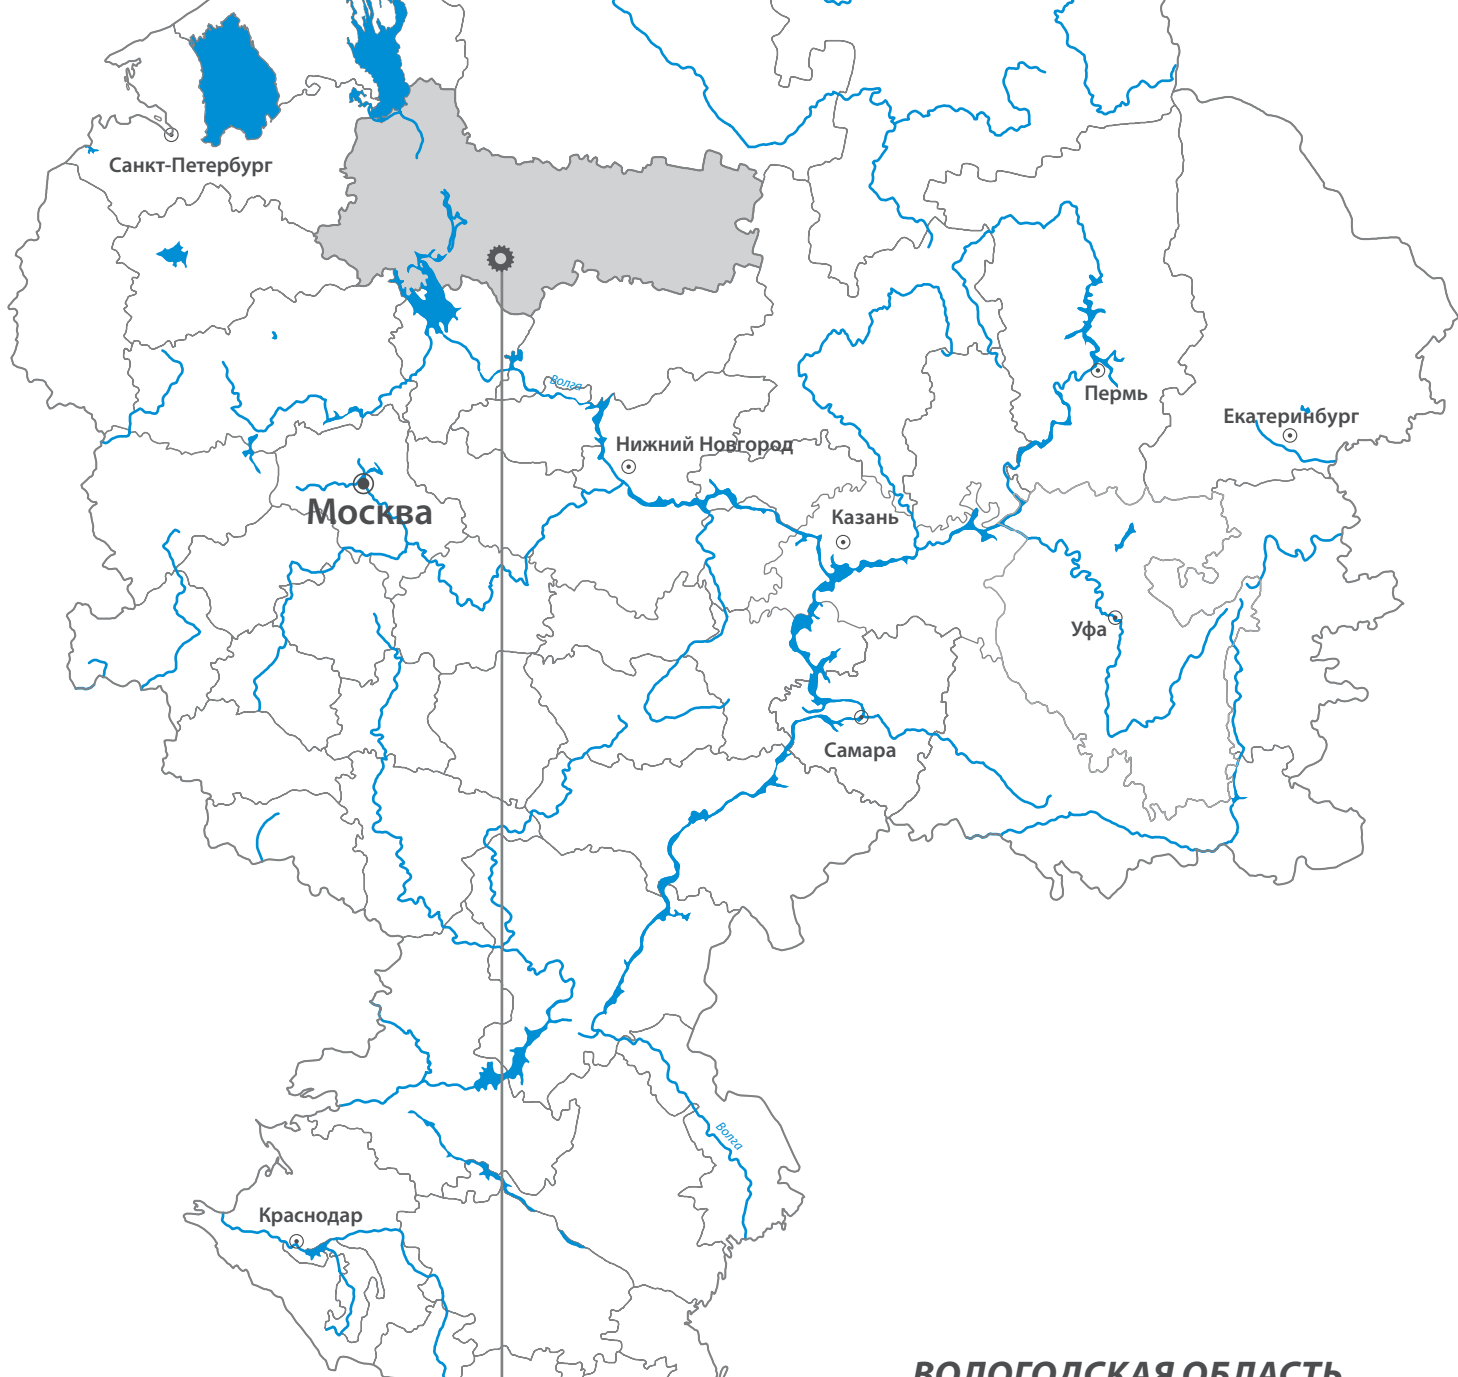 Санкт-Петербург
Волга
Пермь
Екатеринбург
Нижний Новгород
Москва
Казань
Уфа
Самара
Волга
Краснодар
ВОЛОГОДСКАЯ ОБЛАСТЬ